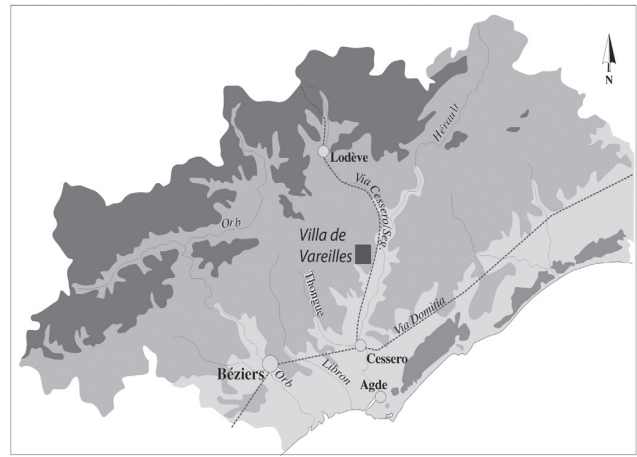 N
Hérault
Lodève
Via Cessero/Seg.
Orb
Villa de
Vareilles
Thongue
Via Domitia
Cessero
Libron
Béziers
Orb
Agde